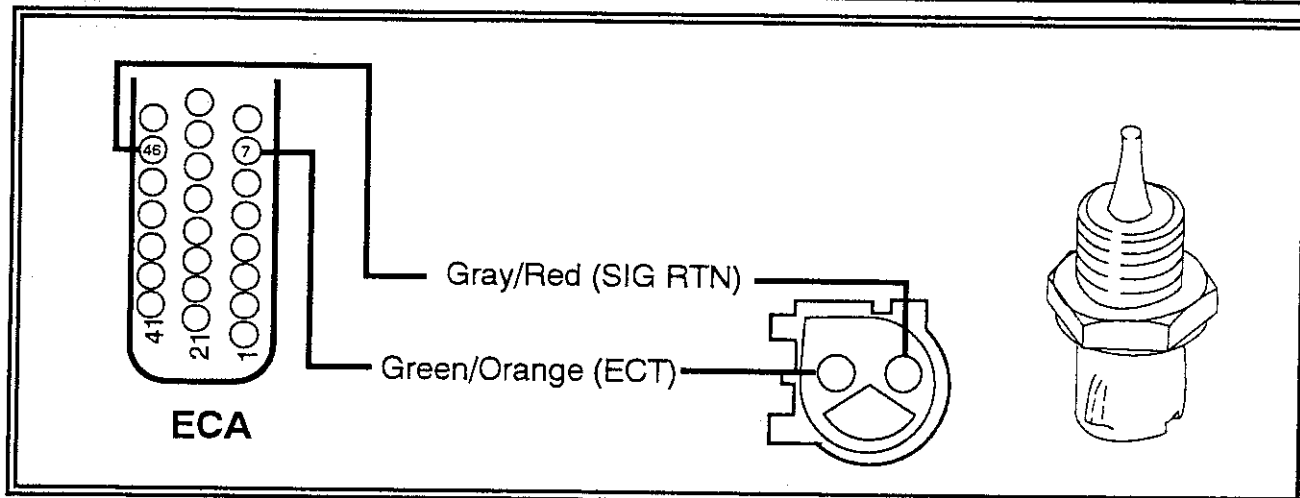 46
7
41
21
1
Gray/Red (SIG RTN)
Green/Orange (ECT)
ECA